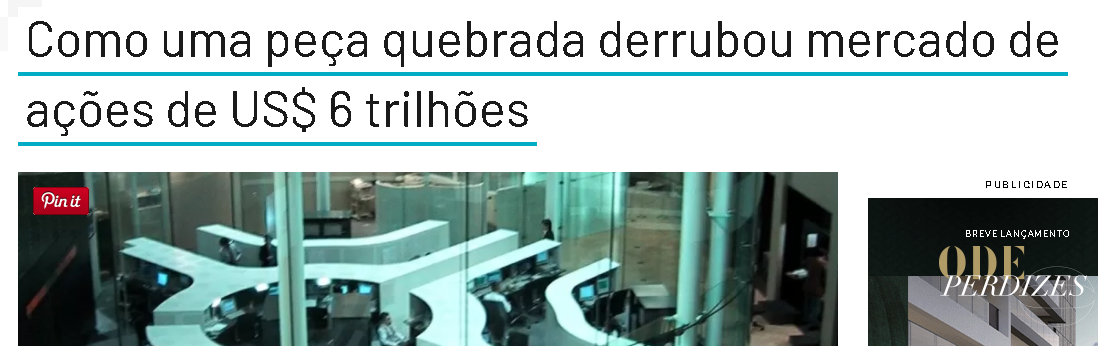 Como uma peça quebrada derrubou mercado de
ações de US$ 6 trilhões
Pin it
PUBLICIDADE
BREVE LANÇAMENTO
ODE
PERDIZES